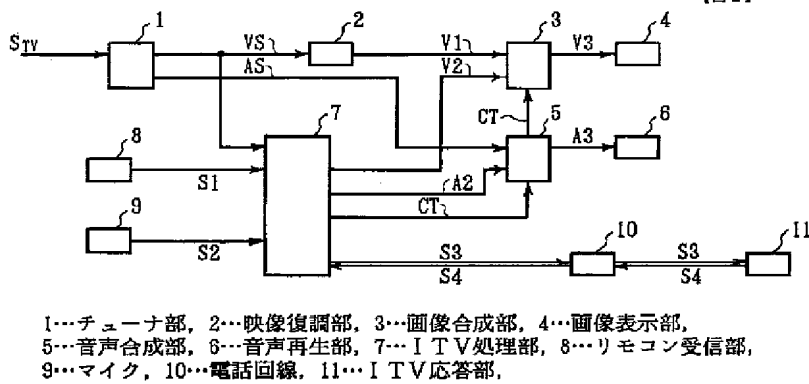 1 2 3 4
S_TV VS V1 V3
AS V2
7 CT 5 6
8 A3
S1 A2
9 CT
S2 10 11
S3 S3
S4 S4
1…チューナ部, 2…映像復調部, 3…画像合成部, 4…画像表示部,
5…音声合成部, 6…音声再生部, 7…ITV処理部, 8…リモコン受信部,
9…マイク, 10…電話回線, 11…ITV応答部,